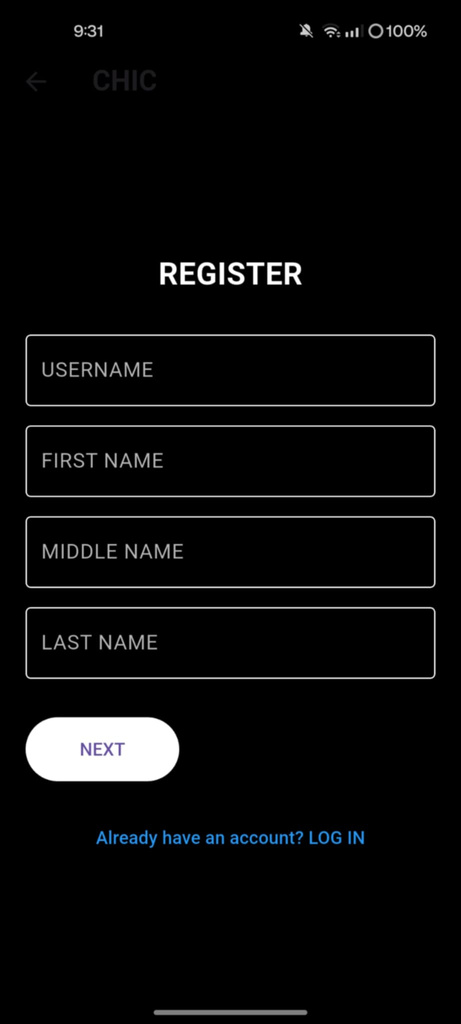 9:31
100%
CHIC
REGISTER
USERNAME
FIRST NAME
MIDDLE NAME
LAST NAME
NEXT
Already have an account? LOG IN